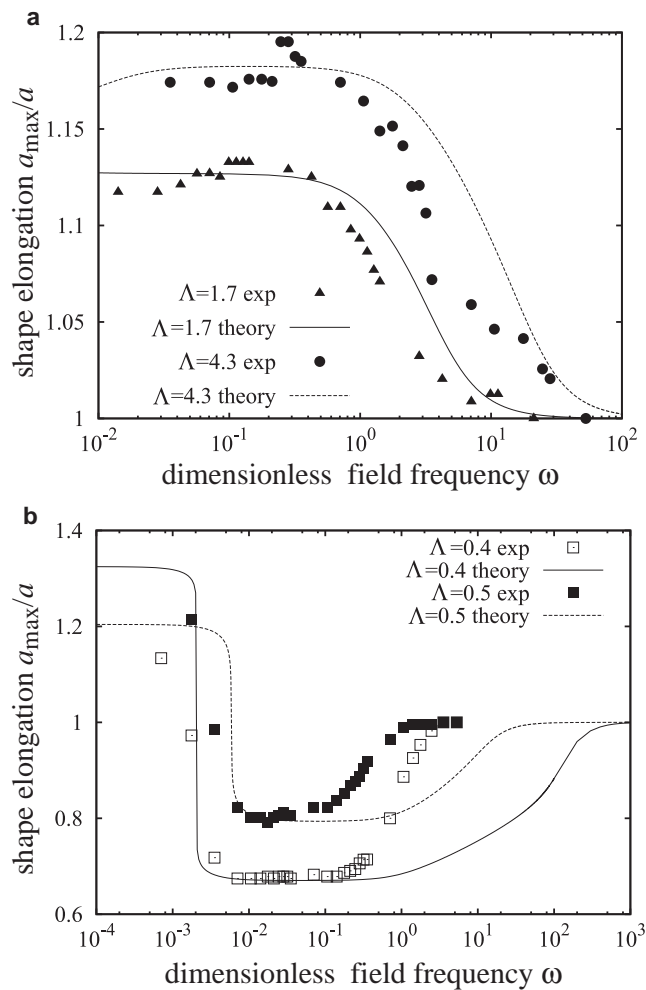 a
1.2
1.15
1.1
1.05
1
shape elongation a_max/a
Λ=1.7 exp
Λ=1.7 theory
Λ=4.3 exp
Λ=4.3 theory
10^-2 10^-1 10^0 10^1 10^2
dimensionless field frequency ω
b
1.4
1.2
1
0.8
0.6
shape elongation a_max/a
Λ=0.4 exp
Λ=0.4 theory
Λ=0.5 exp
Λ=0.5 theory
10^-4 10^-3 10^-2 10^-1 10^0 10^1 10^2 10^3
dimensionless field frequency ω